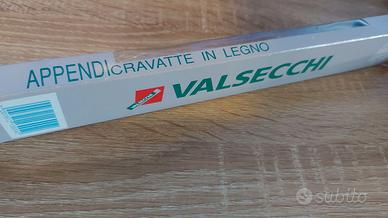 APPENDICRAVATTE IN LEGNO
VALSECCHI
subito